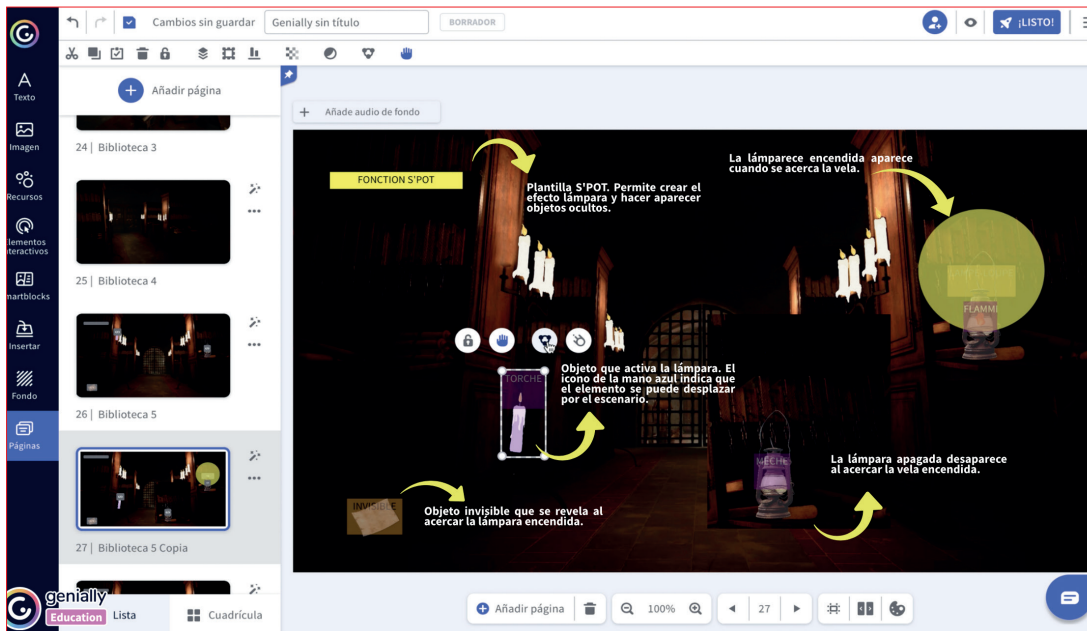 Cambios sin guardar
Genially sin título
BORRADOR
¡LISTO!
Texto
Imagen
Recursos
lementos
teractivos
martblocks
Insertar
Fondo
Páginas
+ Añadir página
24 | Biblioteca 3
25 | Biblioteca 4
26 | Biblioteca 5
27 | Biblioteca 5 Copia
genially
Education
Lista
Cuadrícula
+ Añade audio de fondo
FONCTION S'POT
Plantilla S'POT. Permite crear el
efecto lámpara y hacer aparecer
objetos ocultos.
La lámparece encendida aparece
cuando se acerca la vela.
FLAMME
TORCHE
Objeto que activa la lámpara. El
icono de la mano azul indica que
el elemento se puede desplazar
por el escenario.
MÈCHES
La lámpara apagada desaparece
al acercar la vela encendida.
INVISIBLE
Objeto invisible que se revela al
acercar la lámpara encendida.
Añadir página
100%
27